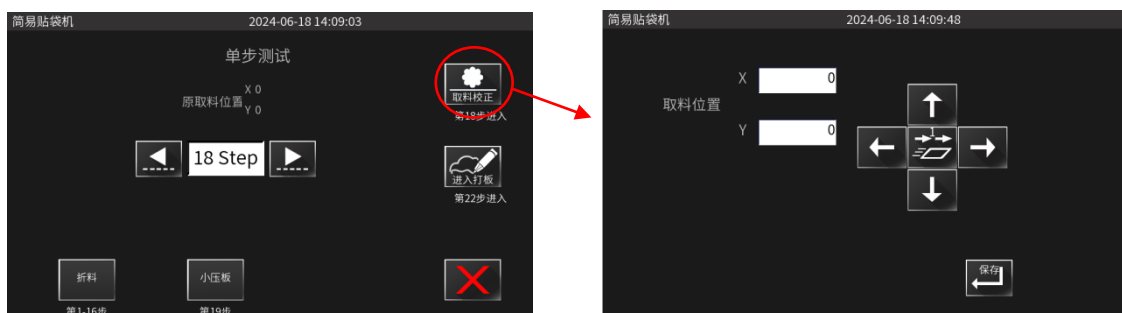 简易贴袋机
2024-06-18 14:09:03
单步测试
原取料位置
X 0
Y 0
取料校正
第18步进入
18 Step
进入打板
第22步进入
折料
第1-16步
小压板
第19步
简易贴袋机
2024-06-18 14:09:48
取料位置
X 0
Y 0
1
保存